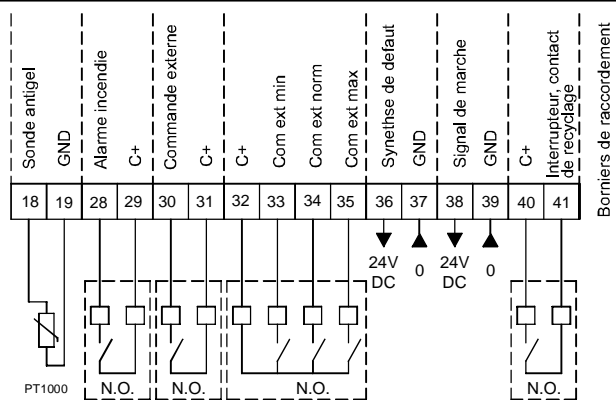 Sonde antigel
GND
Alarme incendie
C+
Commande externe
C+
C+
Com ext min
Com ext norm
Com ext max
Synethse de defaut
GND
Signal de marche
GND
C+
Interrupteur, contact
de recyclage
Borniers de raccordement
18 19 28 29 30 31 32 33 34 35 36 37 38 39 40 41
24V
DC
0
24V
DC
0
PT1000
N.O.
N.O.
N.O.
N.O.